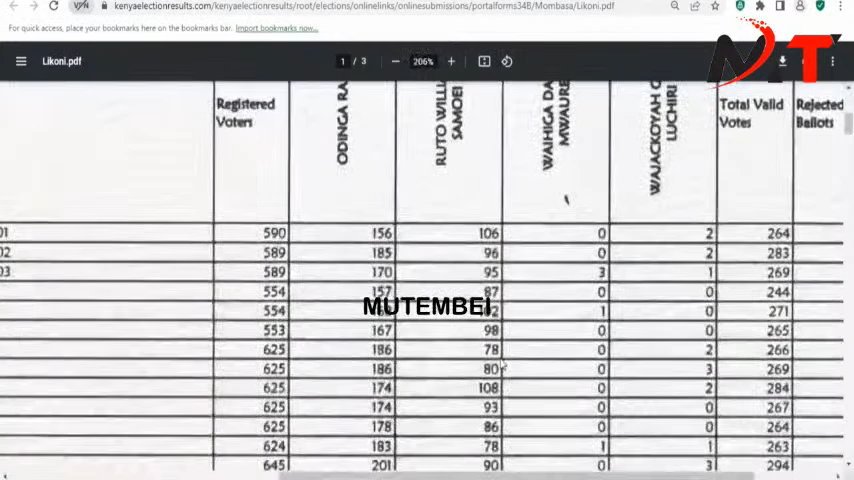 VPN kenyaelectionresults.com/kenyaelectionresults/root/elections/onlinelinks/onlinesubmissions/portalforms34B/Mombasa/Likoni.pdf
For quick access, place your bookmarks here on the bookmarks bar. Import bookmarks now...
Likoni.pdf 1 / 3 206%
Registered Voters ODINGA RA RUTO WILLI SAMOEI WAIHIGA DA MWAURE WAJACKOYAH G LUCHIRI Total Valid Votes Rejected Ballots
01 590 156 106 0 2 264
02 589 185 96 0 2 283
03 589 170 95 3 1 269
554 157 87 0 0 244
554 1 0 271
MUTEMBEI
553 167 98 0 0 265
625 186 78 0 2 266
625 186 80 0 3 269
625 174 108 0 2 284
625 174 93 0 0 267
625 178 86 0 0 264
624 183 78 1 1 263
645 201 90 0 3 294